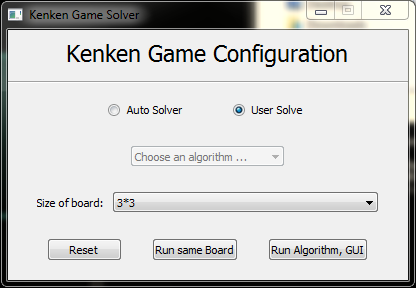 Kenken Game Solver
Kenken Game Configuration
Auto Solver User Solve
Choose an algorithm ...
Size of board: 3*3
Reset Run same Board Run Algorithm, GUI